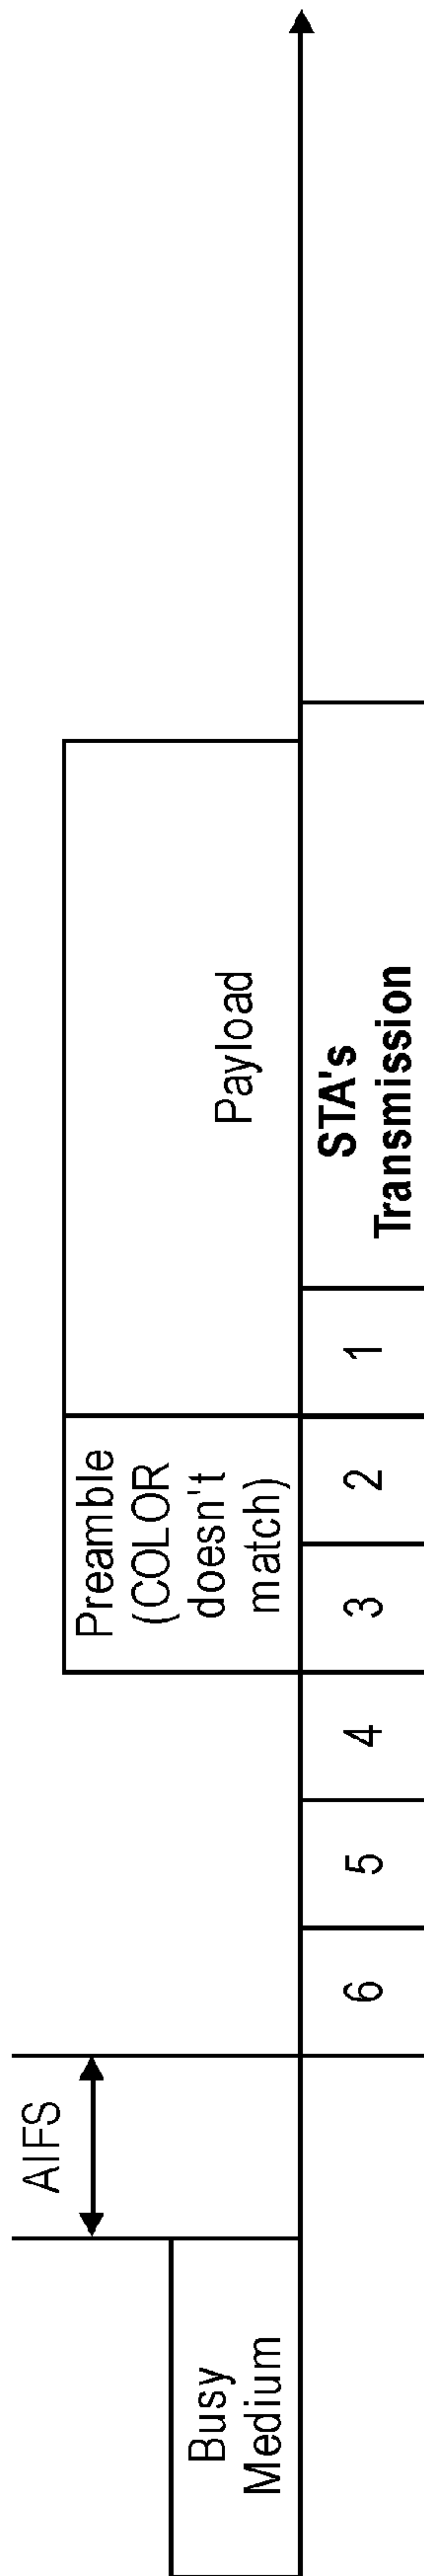 Busy
Medium
AIFS
Preamble
(COLOR
doesn't
match)
Payload
6
5
4
3
2
1
STA's
Transmission